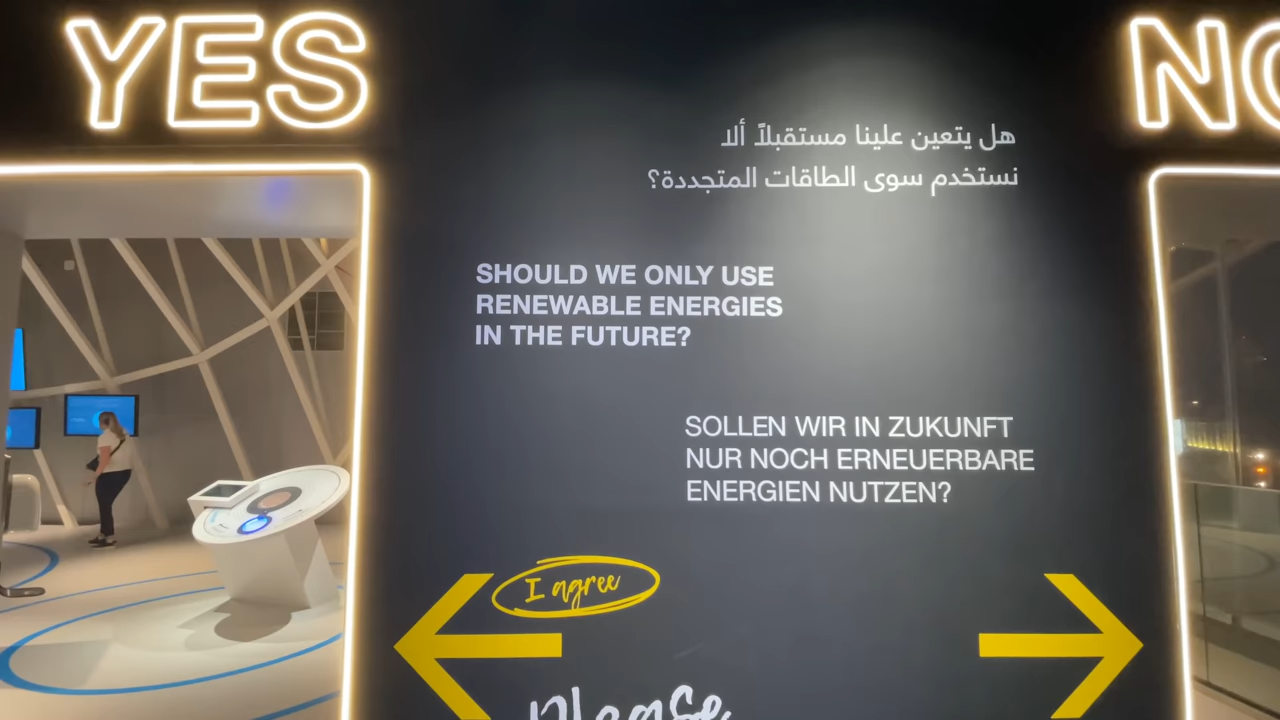 YES
NO
هل يتعين علينا مستقبلاً ألا
نستخدم سوى الطاقات المتجددة؟
SHOULD WE ONLY USE
RENEWABLE ENERGIES
IN THE FUTURE?
SOLLEN WIR IN ZUKUNFT
NUR NOCH ERNEUERBARE
ENERGIEN NUTZEN?
I agree
Please